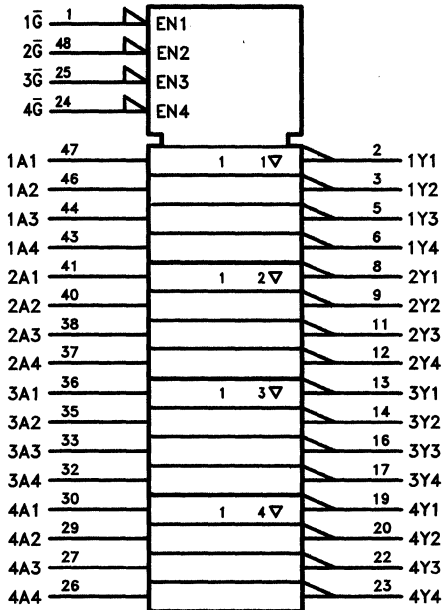 1G̅ 1 EN1
2G̅ 48 EN2
3G̅ 25 EN3
4G̅ 24 EN4
1A1 47 1 1▽ 2 1Y1
1A2 46 3 1Y2
1A3 44 5 1Y3
1A4 43 6 1Y4
2A1 41 1 2▽ 8 2Y1
2A2 40 9 2Y2
2A3 38 11 2Y3
2A4 37 12 2Y4
3A1 36 1 3▽ 13 3Y1
3A2 35 14 3Y2
3A3 33 16 3Y3
3A4 32 17 3Y4
4A1 30 1 4▽ 19 4Y1
4A2 29 20 4Y2
4A3 27 22 4Y3
4A4 26 23 4Y4